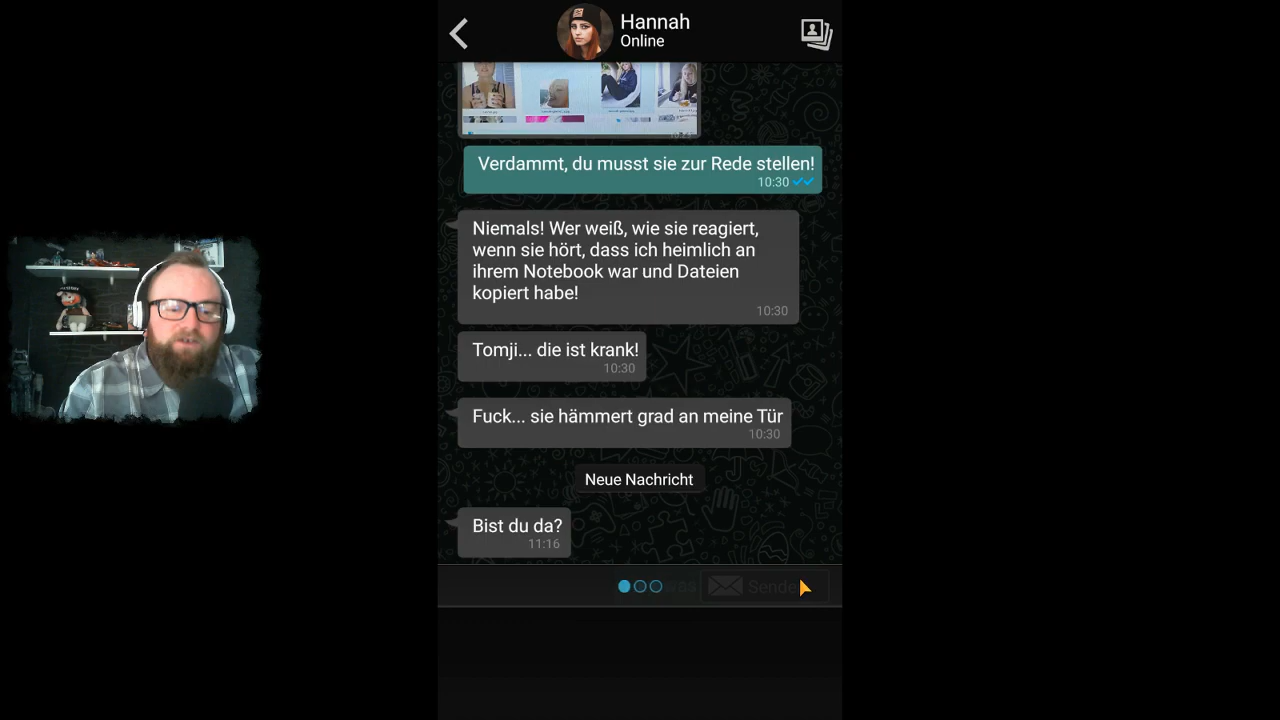 Hannah
Online
Verdammt, du musst sie zur Rede stellen!
10:30
Niemals! Wer weiß, wie sie reagiert,
wenn sie hört, dass ich heimlich an
ihrem Notebook war und Dateien
kopiert habe!
10:30
Tomji... die ist krank!
10:30
Fuck... sie hämmert grad an meine Tür
10:30
Neue Nachricht
Bist du da?
11:16